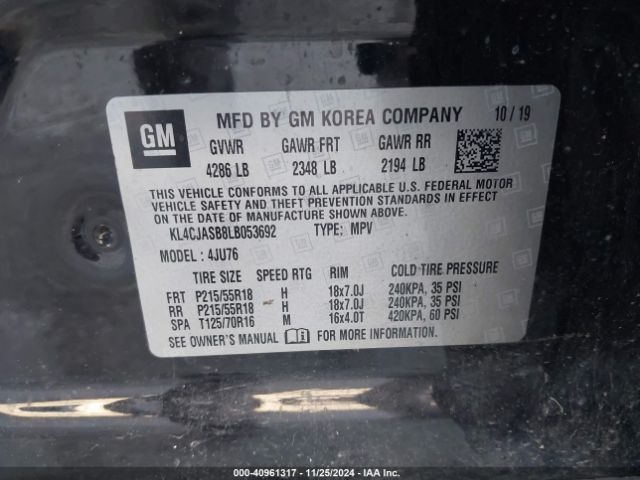 GM
MFD BY GM KOREA COMPANY 10/19
GVWR GAWR FRT GAWR RR
4286 LB 2348 LB 2194 LB
THIS VEHICLE CONFORMS TO ALL APPLICABLE U.S. FEDERAL MOTOR
VEHICLE SAFETY AND THEFT PREVENTION STANDARDS IN EFFECT ON
THE DATE OF MANUFACTURE SHOWN ABOVE.
KL4CJASB8LB053692 TYPE: MPV
MODEL: 4JU76
TIRE SIZE SPEED RTG RIM COLD TIRE PRESSURE
FRT P215/55R18 H 18x7.0J 240KPA, 35 PSI
RR P215/55R18 H 18x7.0J 240KPA, 35 PSI
SPA T125/70R16 M 16x4.0T 420KPA, 60 PSI
SEE OWNER'S MANUAL i FOR MORE INFORMATION.
000-40961317 - 11/25/2024 - IAA Inc.